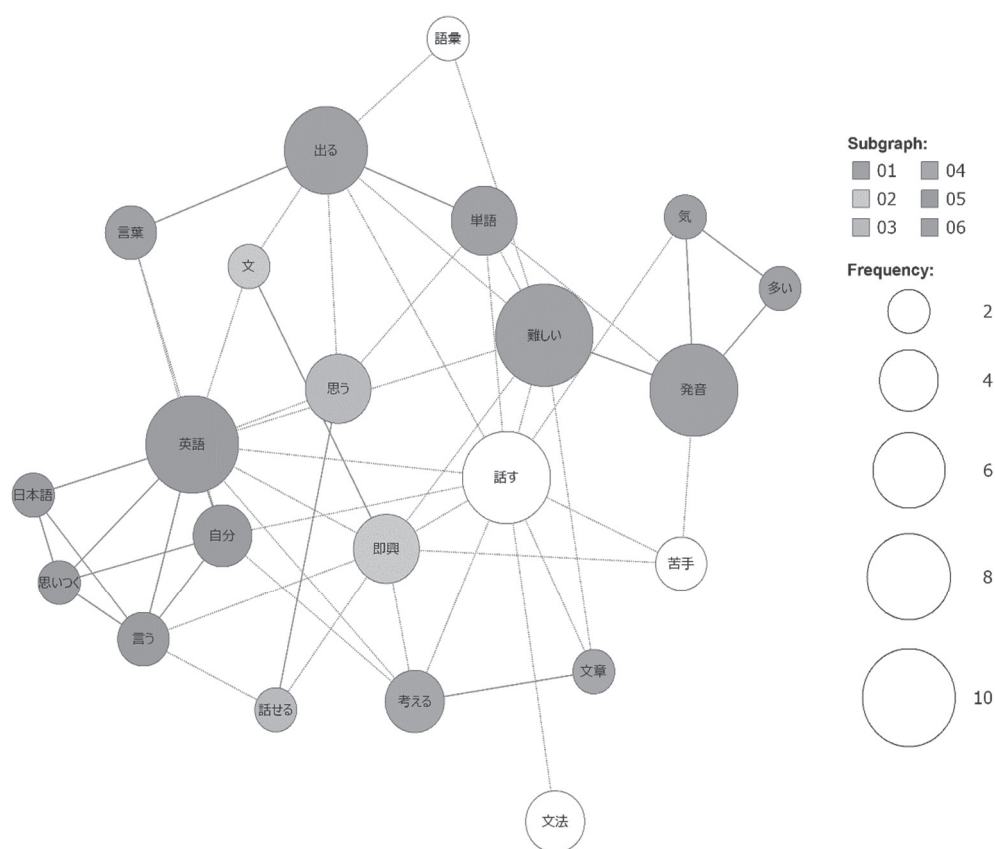 語彙
出る
単語
言葉
気
文
多い
難しい
思う
発音
英語
話す
日本語
自分
即興
苦手
思いつく
言う
文章
考える
話せる
文法
Subgraph:
01 04
02 05
03 06
Frequency:
2
4
6
8
10